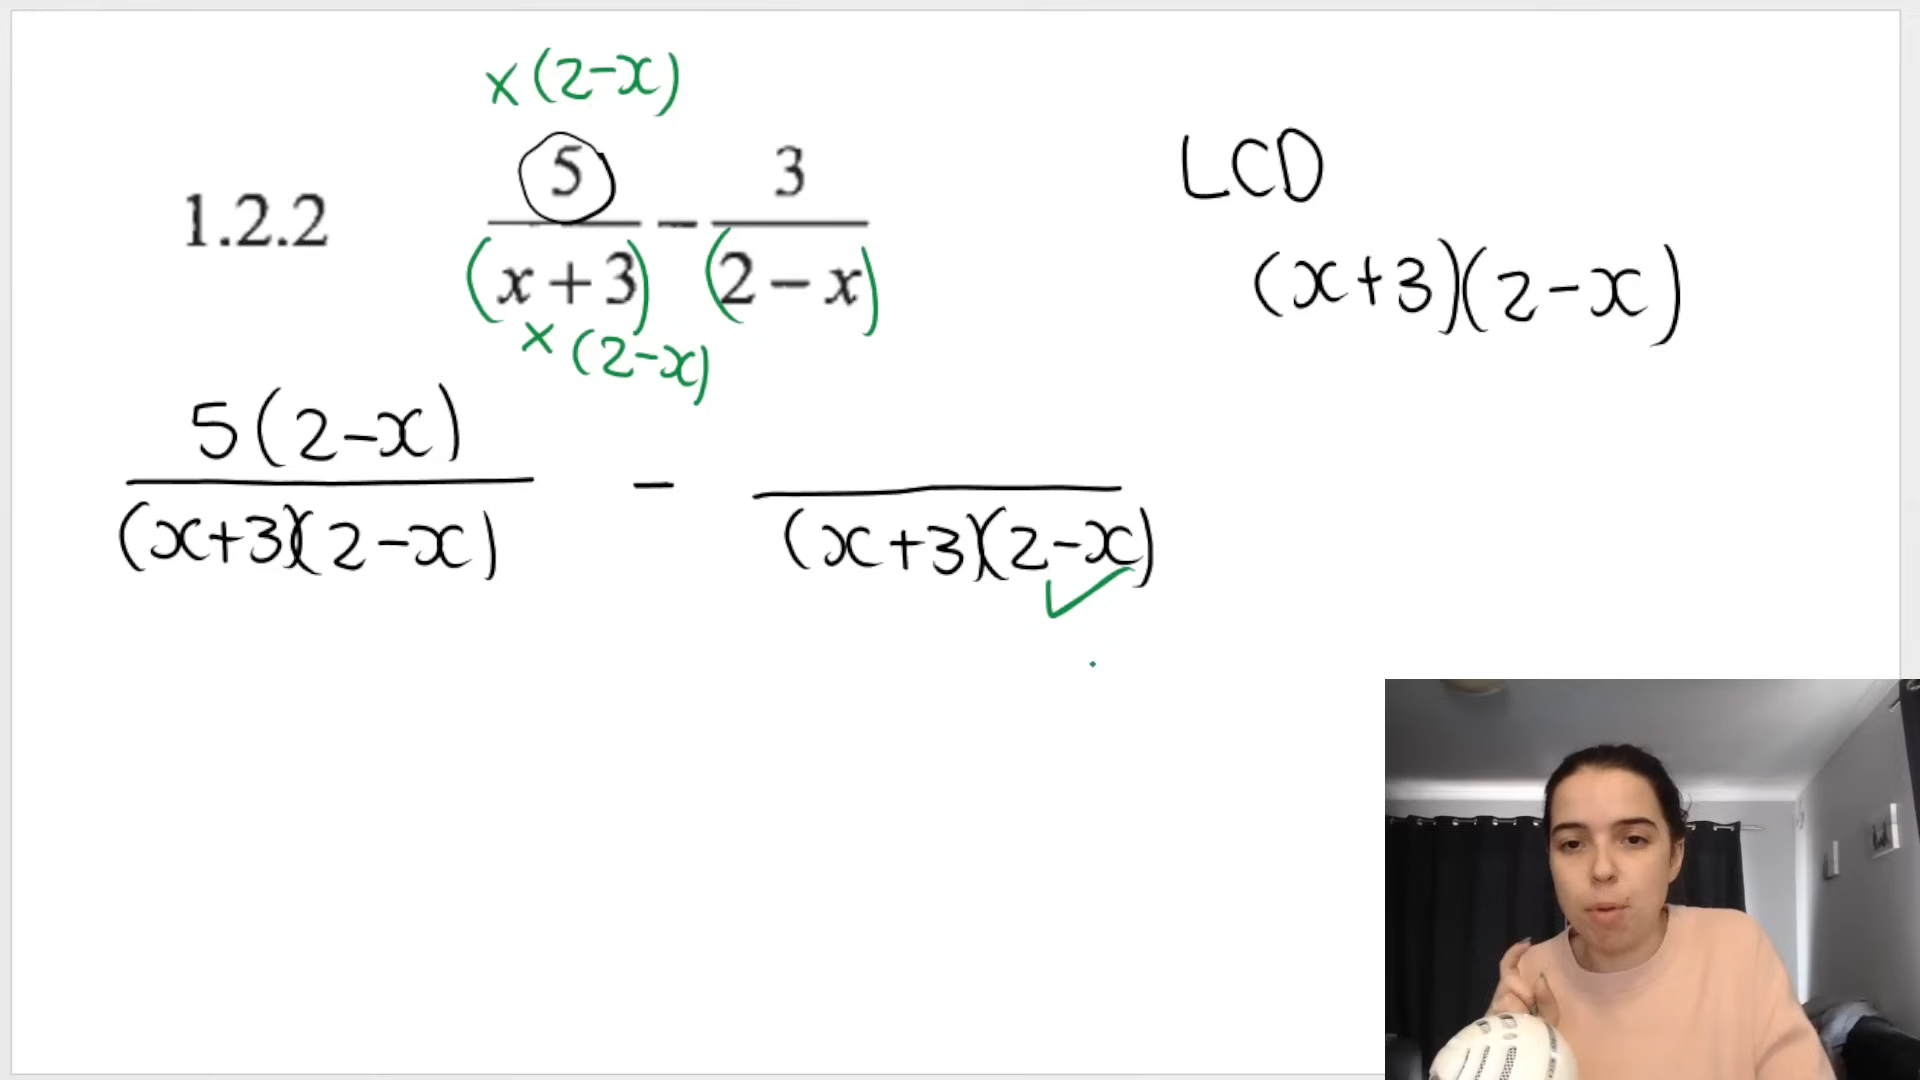 ×(2-x)
1.2.2 5/(x+3) − 3/(2−x)
×(2-x)
LCD
(x+3)(2-x)
5(2-x)/(x+3)(2-x) − /(x+3)(2-x)
✓